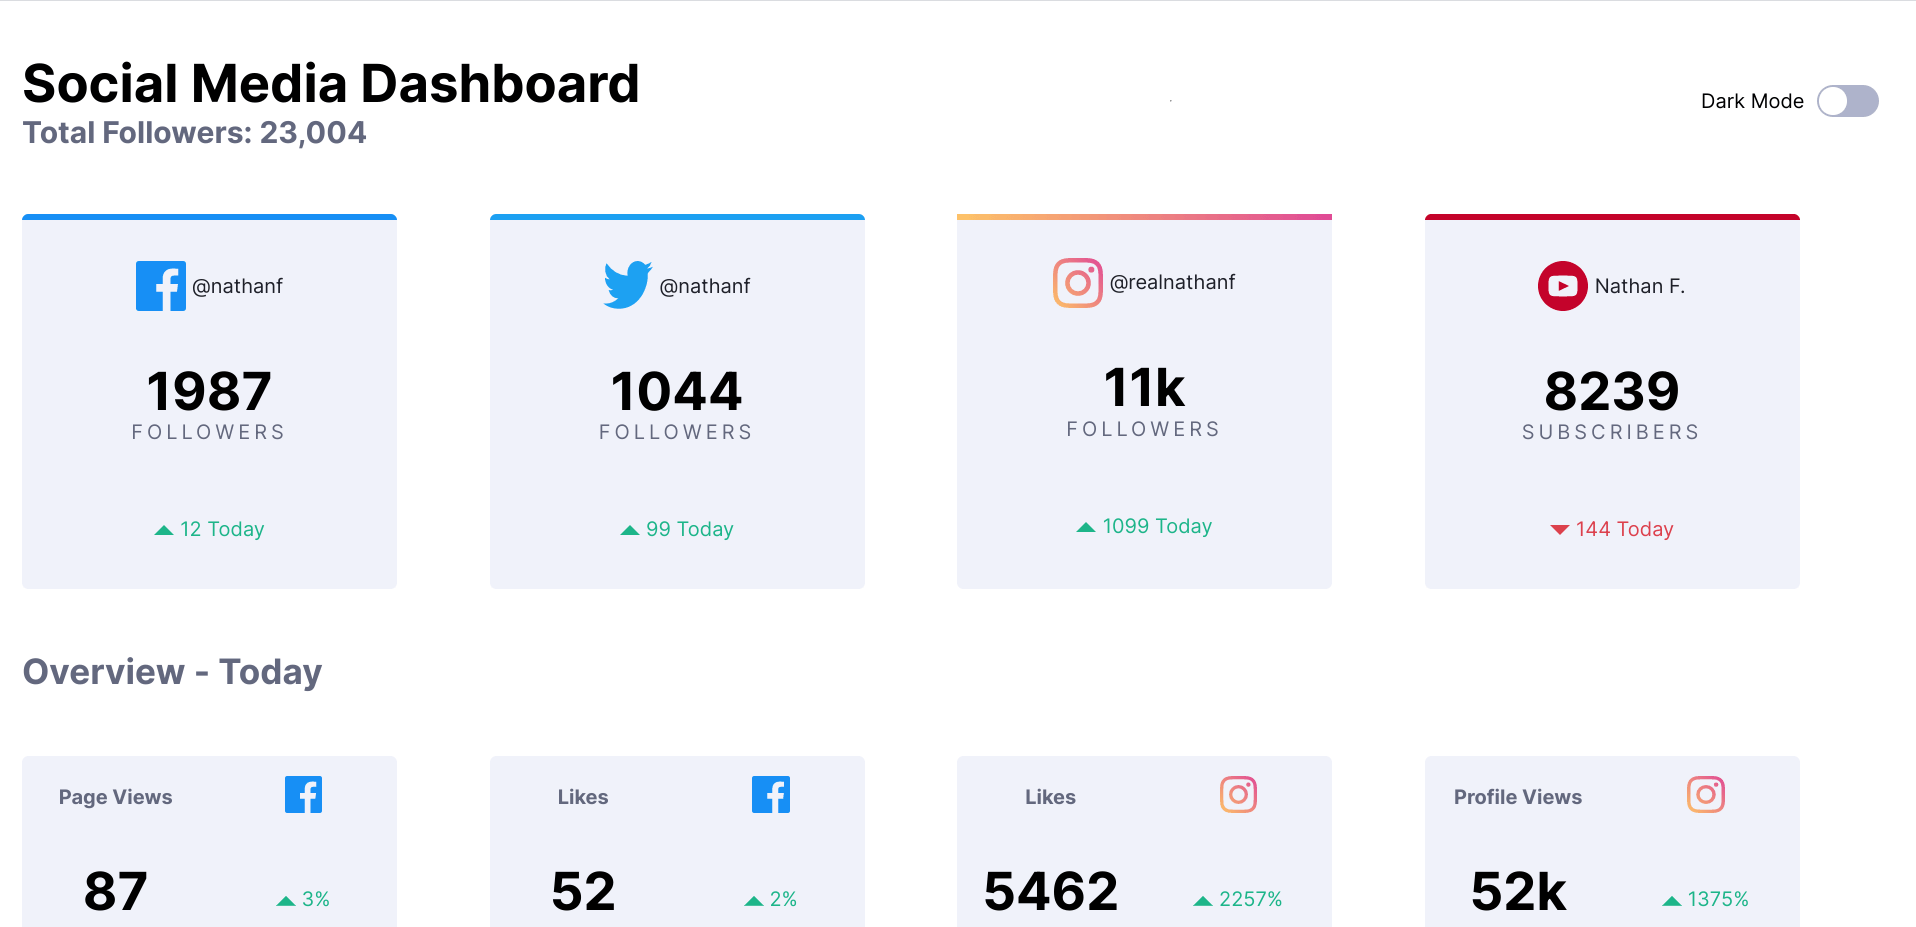 Social Media Dashboard
Total Followers: 23,004
Dark Mode
@nathanf
1987
FOLLOWERS
12 Today
@nathanf
1044
FOLLOWERS
99 Today
@realnathanf
11k
FOLLOWERS
1099 Today
Nathan F.
8239
SUBSCRIBERS
144 Today
Overview - Today
Page Views
87
3%
Likes
52
2%
Likes
5462
2257%
Profile Views
52k
1375%